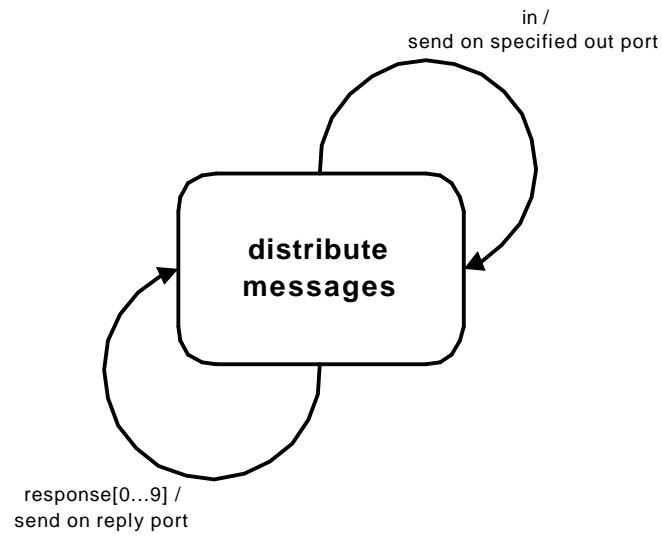 in /
send on specified out port
distribute
messages
response[0...9] /
send on reply port